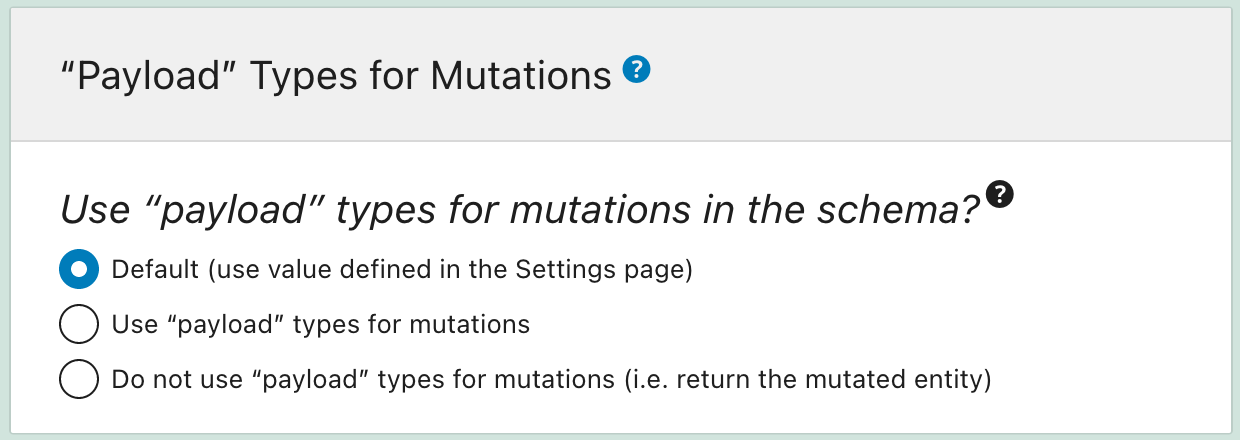 “Payload” Types for Mutations ?
Use “payload” types for mutations in the schema? ?
Default (use value defined in the Settings page)
Use “payload” types for mutations
Do not use “payload” types for mutations (i.e. return the mutated entity)